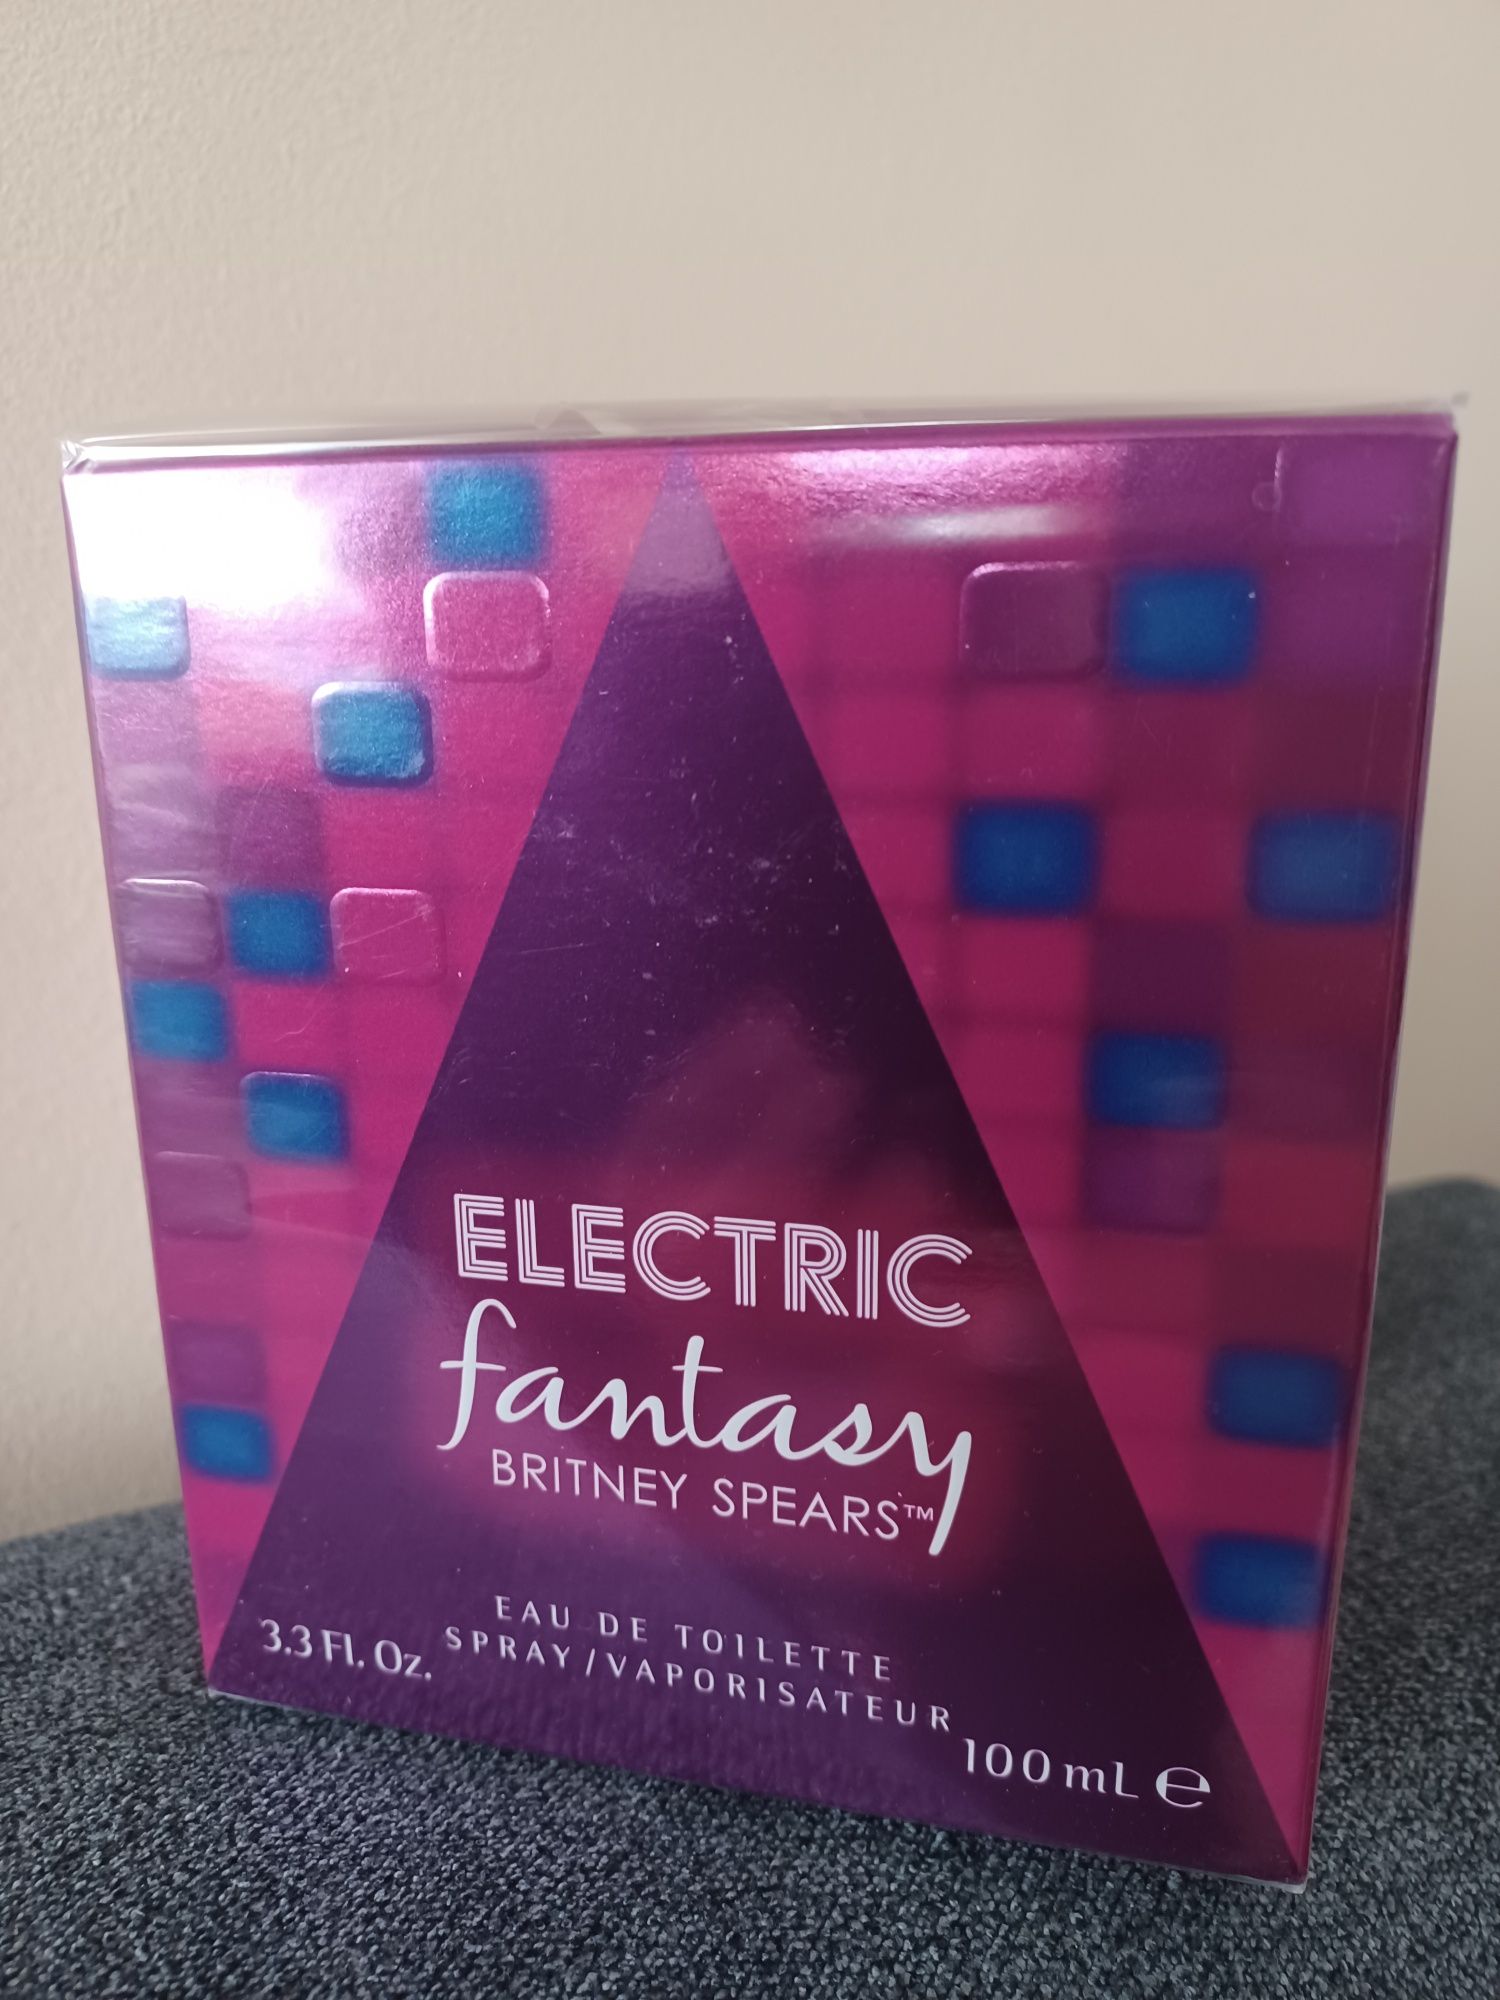 ELECTRIC
fantasy
BRITNEY SPEARS™
EAU DE TOILETTE
3.3 Fl. Oz. SPRAY/VAPORISATEUR 100 mL ℮